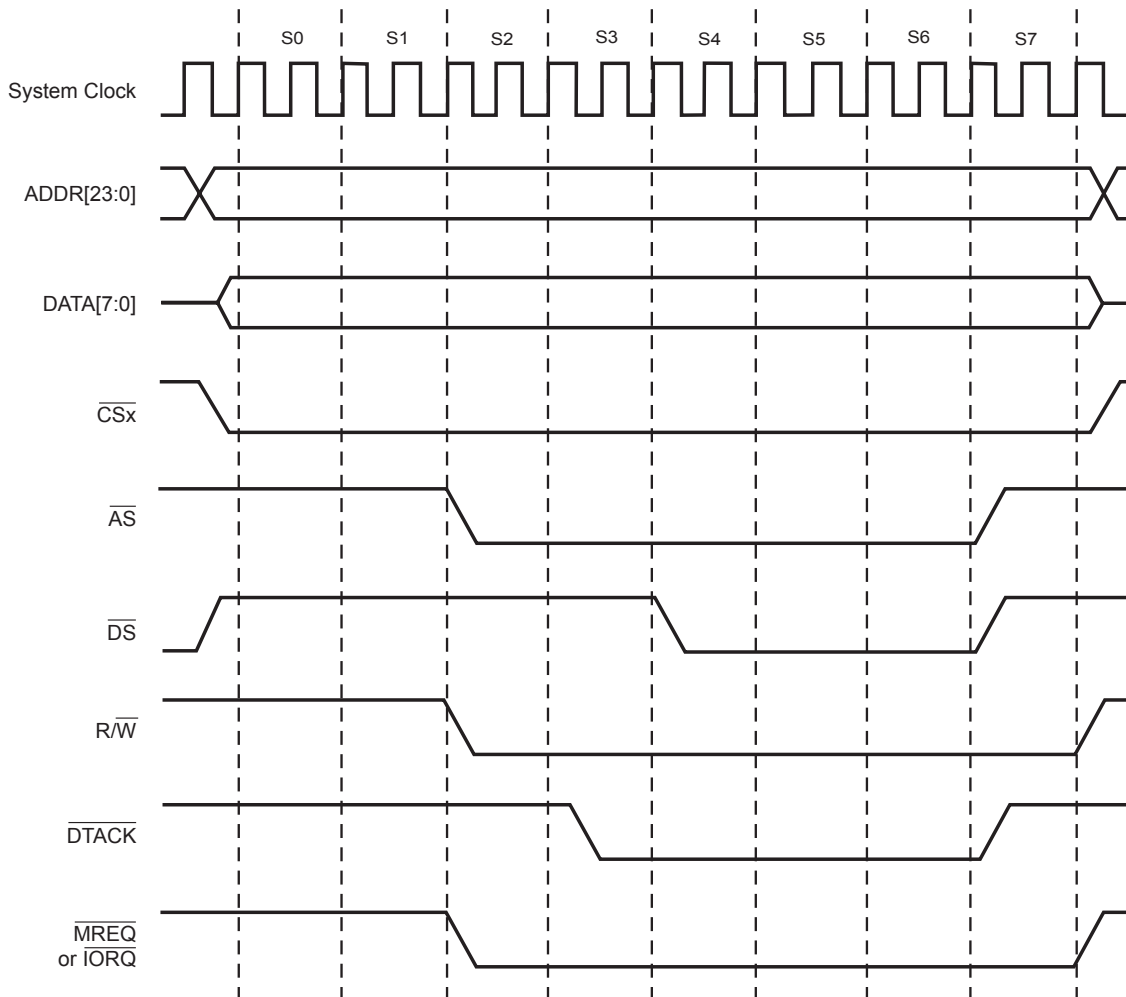 S0 S1 S2 S3 S4 S5 S6 S7
System Clock
ADDR[23:0]
DATA[7:0]
CSx
AS
DS
R/W
DTACK
MREQ
or IORQ